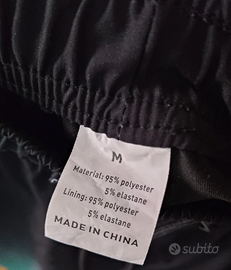 M
Material: 95% polyester
5% elastane
Lining: 95% polyester
5% elastane
MADE IN CHINA
subito